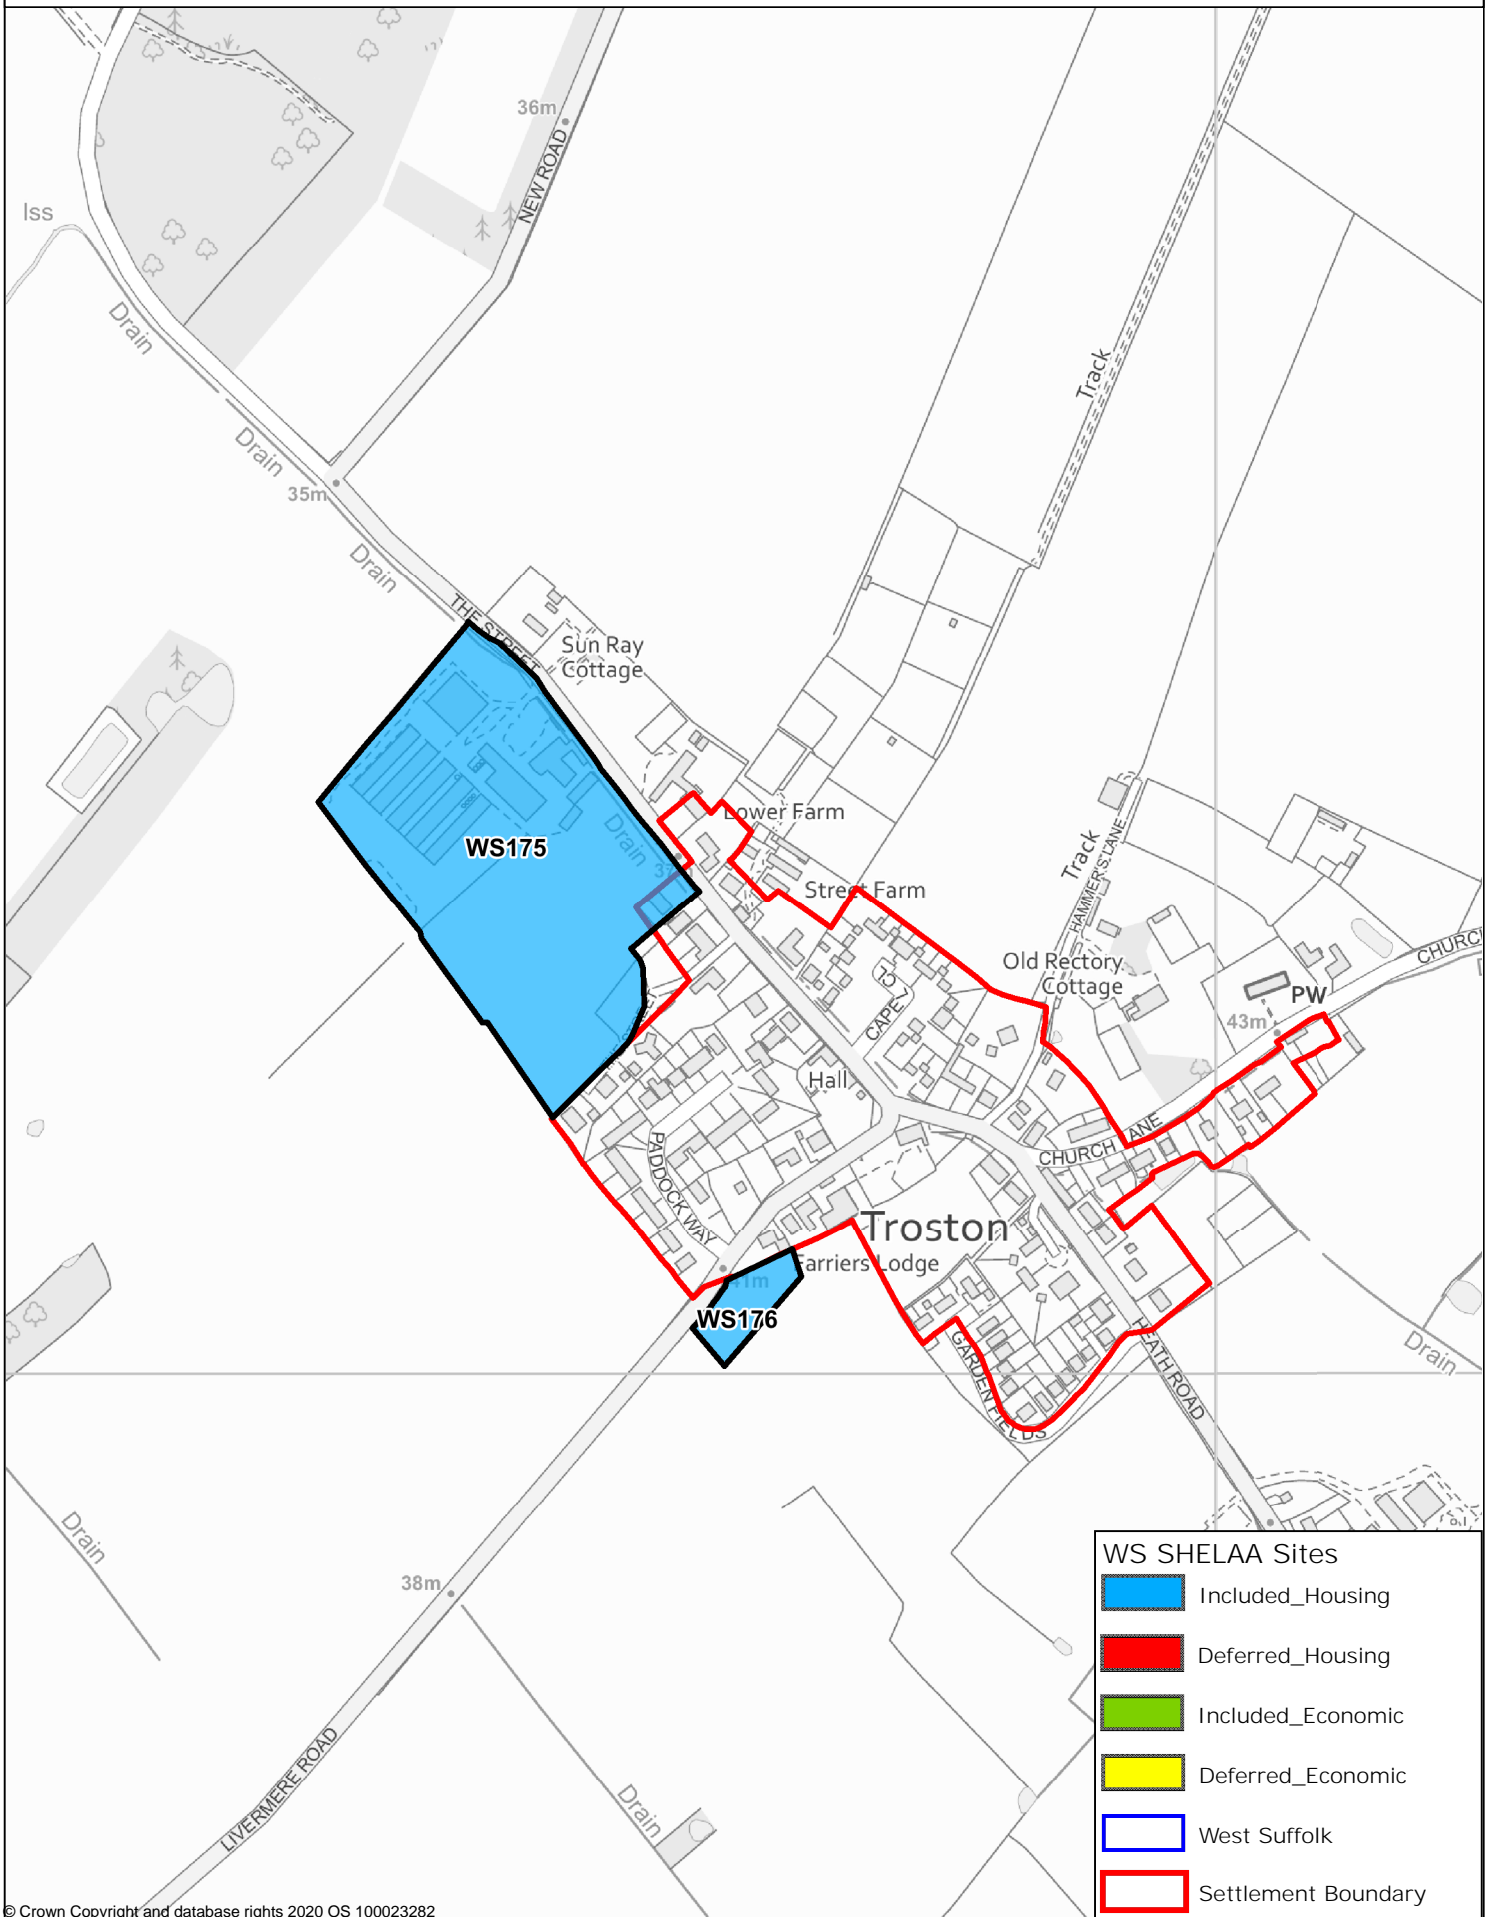 36m
NEW ROAD
Iss
Drain
Track
Drain
35m
Drain
THE STREET
Sun Ray
Cottage
Lower Farm
Drain
WS175
Track
HAMMER'S LANE
37m
Street Farm
CHURCH
Old Rectory
Cottage
CAPEL CL
PW
43m
Hall
CHURCH LANE
PADDOCK WAY
Troston
Farriers Lodge
41m
WS176
GARDEN FIELDS
HEATH ROAD
Drain
Drain
38m
LIVERMERE ROAD
Drain
WS SHELAA Sites
Included_Housing
Deferred_Housing
Included_Economic
Deferred_Economic
West Suffolk
Settlement Boundary
© Crown Copyright and database rights 2020 OS 100023282